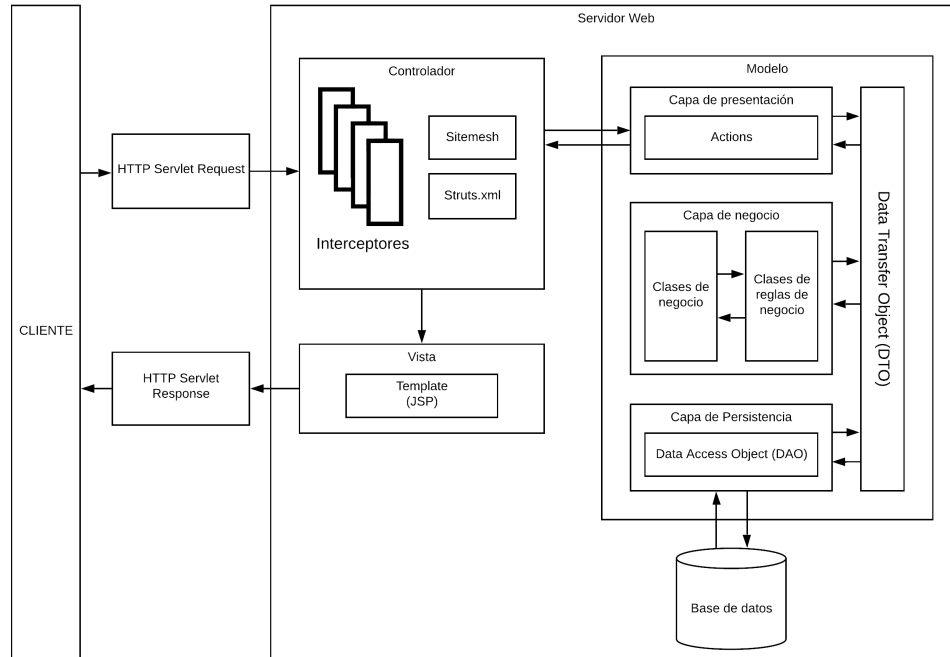 Servidor Web
CLIENTE
HTTP Servlet Request
HTTP Servlet
Response
Controlador
Interceptores
Sitemesh
Struts.xml
Vista
Template
(JSP)
Modelo
Capa de presentación
Actions
Capa de negocio
Clases de
negocio
Clases de
reglas de
negocio
Capa de Persistencia
Data Access Object (DAO)
Data Transfer Object (DTO)
Base de datos